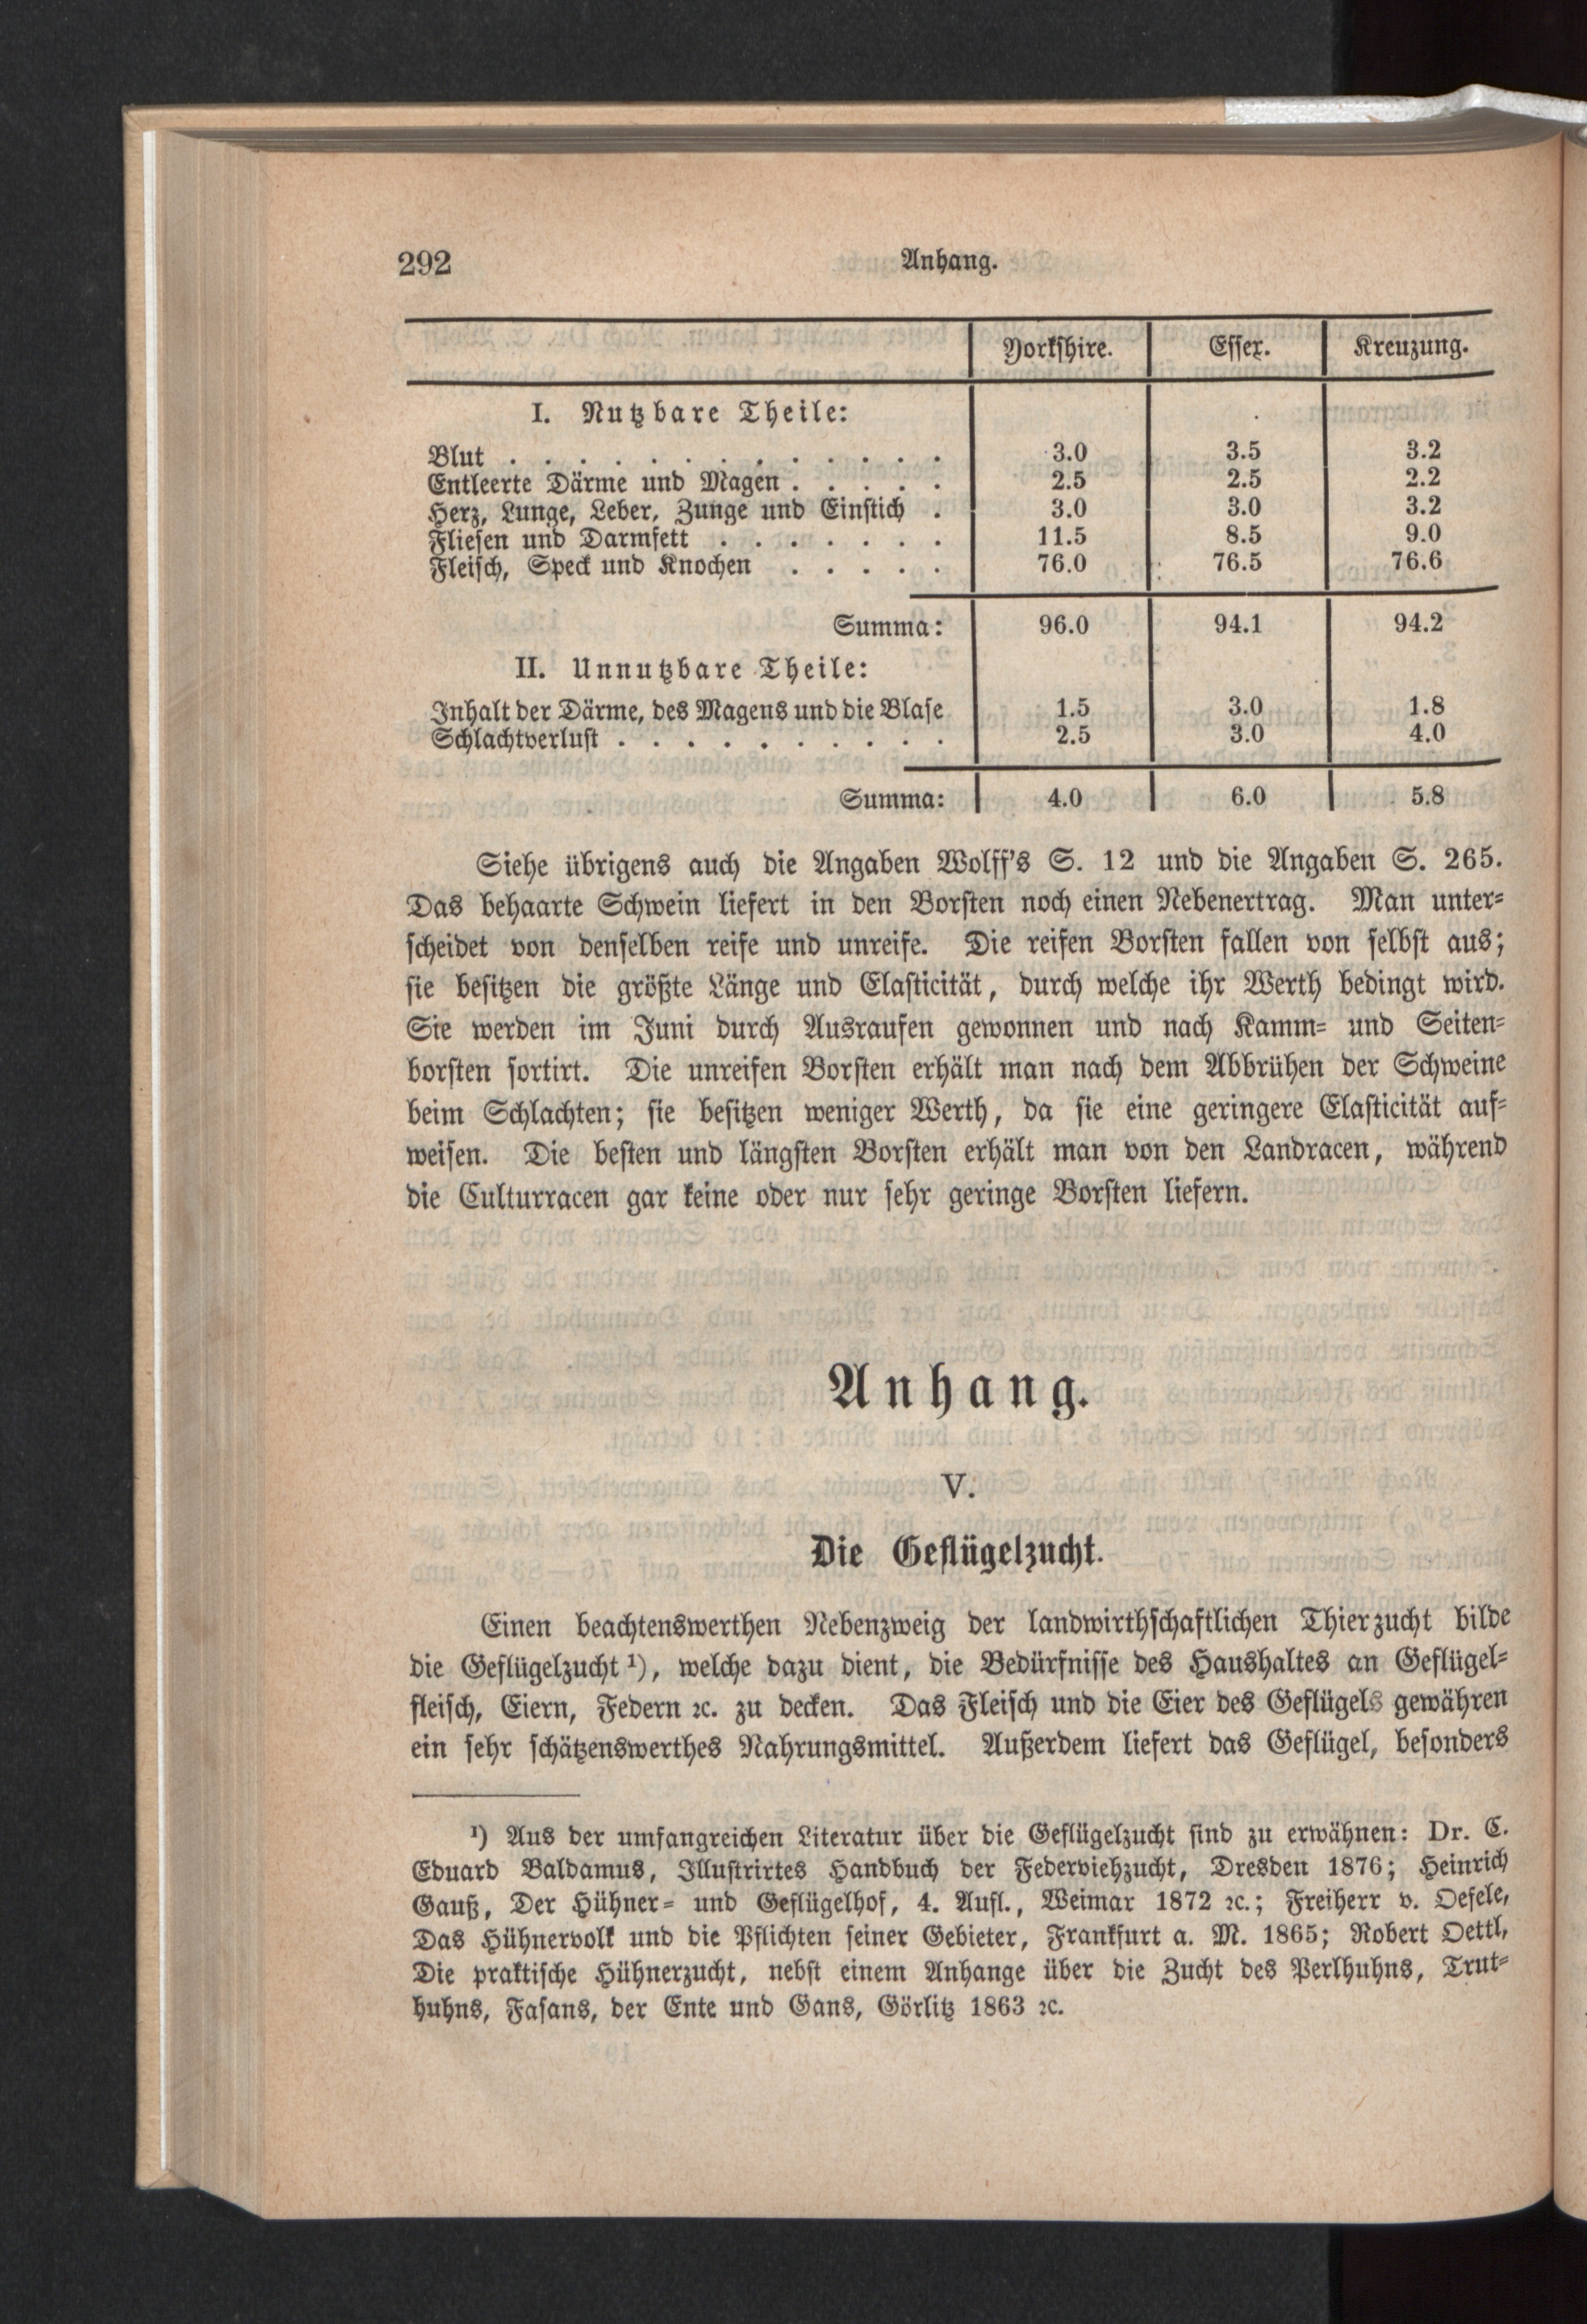 292 Anhang.
Yorkshire. Essex. Kreuzung.
I. Nutzbare Theile:
Blut . . . . . . . . . . . . . 3.0 3.5 3.2
Entleerte Därme und Magen . . . . . 2.5 2.5 2.2
Herz, Lunge, Leber, Zunge und Einstich . 3.0 3.0 3.2
Fliesen und Darmfett . . . . . . . 11.5 8.5 9.0
Fleisch, Speck und Knochen . . . . . 76.0 76.5 76.6
Summa: 96.0 94.1 94.2
II. Unnutzbare Theile:
Inhalt der Därme, des Magens und die Blase 1.5 3.0 1.8
Schlachtverlust . . . . . . . . . . 2.5 3.0 4.0
Summa: 4.0 6.0 5.8
Siehe übrigens auch die Angaben Wolff's S. 12 und die Angaben S. 265.
Das behaarte Schwein liefert in den Borsten noch einen Nebenertrag. Man unter-
scheidet von denselben reife und unreife. Die reifen Borsten fallen von selbst aus;
sie besitzen die größte Länge und Elasticität, durch welche ihr Werth bedingt wird.
Sie werden im Juni durch Ausraufen gewonnen und nach Kamm- und Seiten-
borsten sortirt. Die unreifen Borsten erhält man nach dem Abbrühen der Schweine
beim Schlachten; sie besitzen weniger Werth, da sie eine geringere Elasticität auf-
weisen. Die besten und längsten Borsten erhält man von den Landracen, während
die Culturracen gar keine oder nur sehr geringe Borsten liefern.
Anhang.
V.
Die Geflügelzucht.
Einen beachtenswerthen Nebenzweig der landwirthschaftlichen Thierzucht bilde
die Geflügelzucht ¹), welche dazu dient, die Bedürfnisse des Haushaltes an Geflügel-
fleisch, Eiern, Federn ꝛc. zu decken. Das Fleisch und die Eier des Geflügels gewähren
ein sehr schätzenswerthes Nahrungsmittel. Außerdem liefert das Geflügel, besonders
¹) Aus der umfangreichen Literatur über die Geflügelzucht sind zu erwähnen: Dr. C.
Eduard Baldamus, Illustrirtes Handbuch der Federviehzucht, Dresden 1876; Heinrich
Gauß, Der Hühner- und Geflügelhof, 4. Aufl., Weimar 1872 ꝛc.; Freiherr v. Oefele,
Das Hühnervolk und die Pflichten seiner Gebieter, Frankfurt a. M. 1865; Robert Oettl,
Die praktische Hühnerzucht, nebst einem Anhange über die Zucht des Perlhuhns, Trut-
huhns, Fasans, der Ente und Gans, Görlitz 1863 ꝛc.